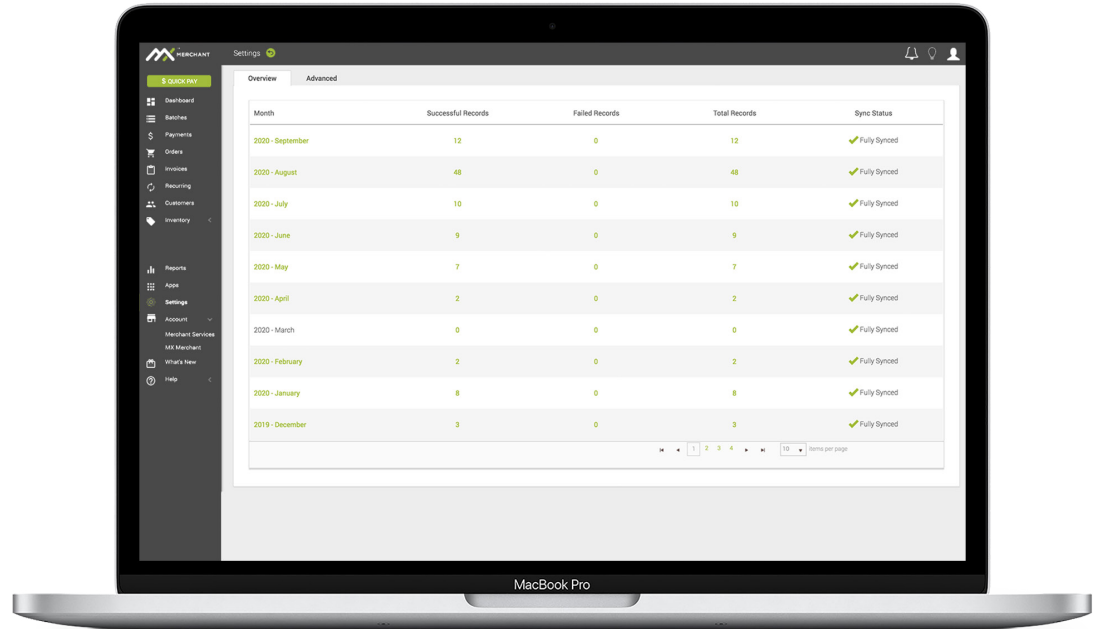 MX MERCHANT
Settings
$ QUICK PAY
Dashboard
Batches
Payments
Orders
Invoices
Recurring
Customers
Inventory
Reports
Apps
Settings
Account
Merchant Services
MX Merchant
What's New
Help
Overview Advanced
Month Successful Records Failed Records Total Records Sync Status
2020 - September 12 0 12 Fully Synced
2020 - August 48 0 48 Fully Synced
2020 - July 10 0 10 Fully Synced
2020 - June 9 0 9 Fully Synced
2020 - May 7 0 7 Fully Synced
2020 - April 2 0 2 Fully Synced
2020 - March 0 0 0 Fully Synced
2020 - February 2 0 2 Fully Synced
2020 - January 8 0 8 Fully Synced
2019 - December 3 0 3 Fully Synced
1 2 3 4 10 items per page
MacBook Pro